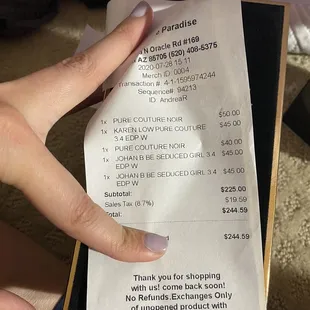 Paradise
N Oracle Rd #169
AZ 85705 (520) 408-5375
2020-07-26 15:11
Merch ID: 0004
Transaction #: 4-1-1595974244
Sequence#: 94213
ID: AndreaR
1x PURE COUTURE NOIR $50.00
1x KAREN LOW PURE COUTURE $45.00
3.4 EDP W
1x PURE COUTURE NOIR $40.00
1x JOHAN B BE SEDUCED GIRL 3.4 $45.00
EDP W
1x JOHAN B BE SEDUCED GIRL 3.4 $45.00
EDP W
Subtotal: $225.00
Sales Tax (8.7%) $19.59
Total: $244.59
$244.59
Thank you for shopping
with us! come back soon!
No Refunds.Exchanges Only
of unopened product with